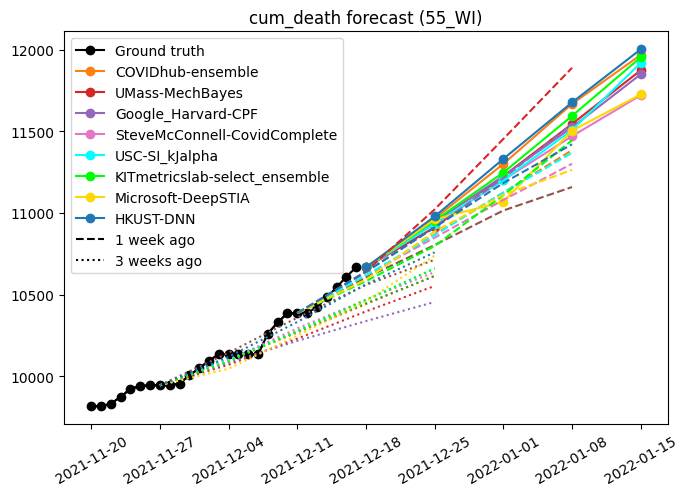 cum_death forecast (55_WI)
12000
11500
11000
10500
10000
Ground truth
COVIDhub-ensemble
UMass-MechBayes
Google_Harvard-CPF
SteveMcConnell-CovidComplete
USC-SI_kJalpha
KITmetricslab-select_ensemble
Microsoft-DeepSTIA
HKUST-DNN
1 week ago
3 weeks ago
2021-11-20
2021-11-27
2021-12-04
2021-12-11
2021-12-18
2021-12-25
2022-01-01
2022-01-08
2022-01-15